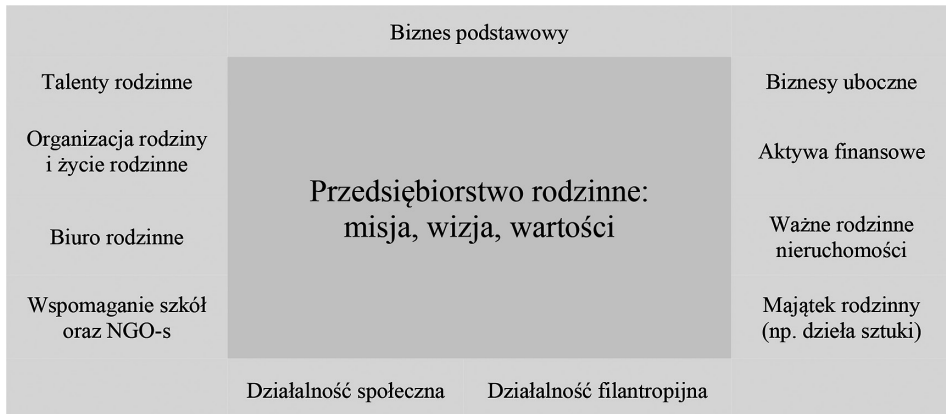 Biznes podstawowy
Talenty rodzinne
Organizacja rodziny
i życie rodzinne
Biuro rodzinne
Wspomaganie szkół
oraz NGO-s
Przedsiębiorstwo rodzinne:
misja, wizja, wartości
Biznesy uboczne
Aktywa finansowe
Ważne rodzinne
nieruchomości
Majątek rodzinny
(np. dzieła sztuki)
Działalność społeczna
Działalność filantropijna